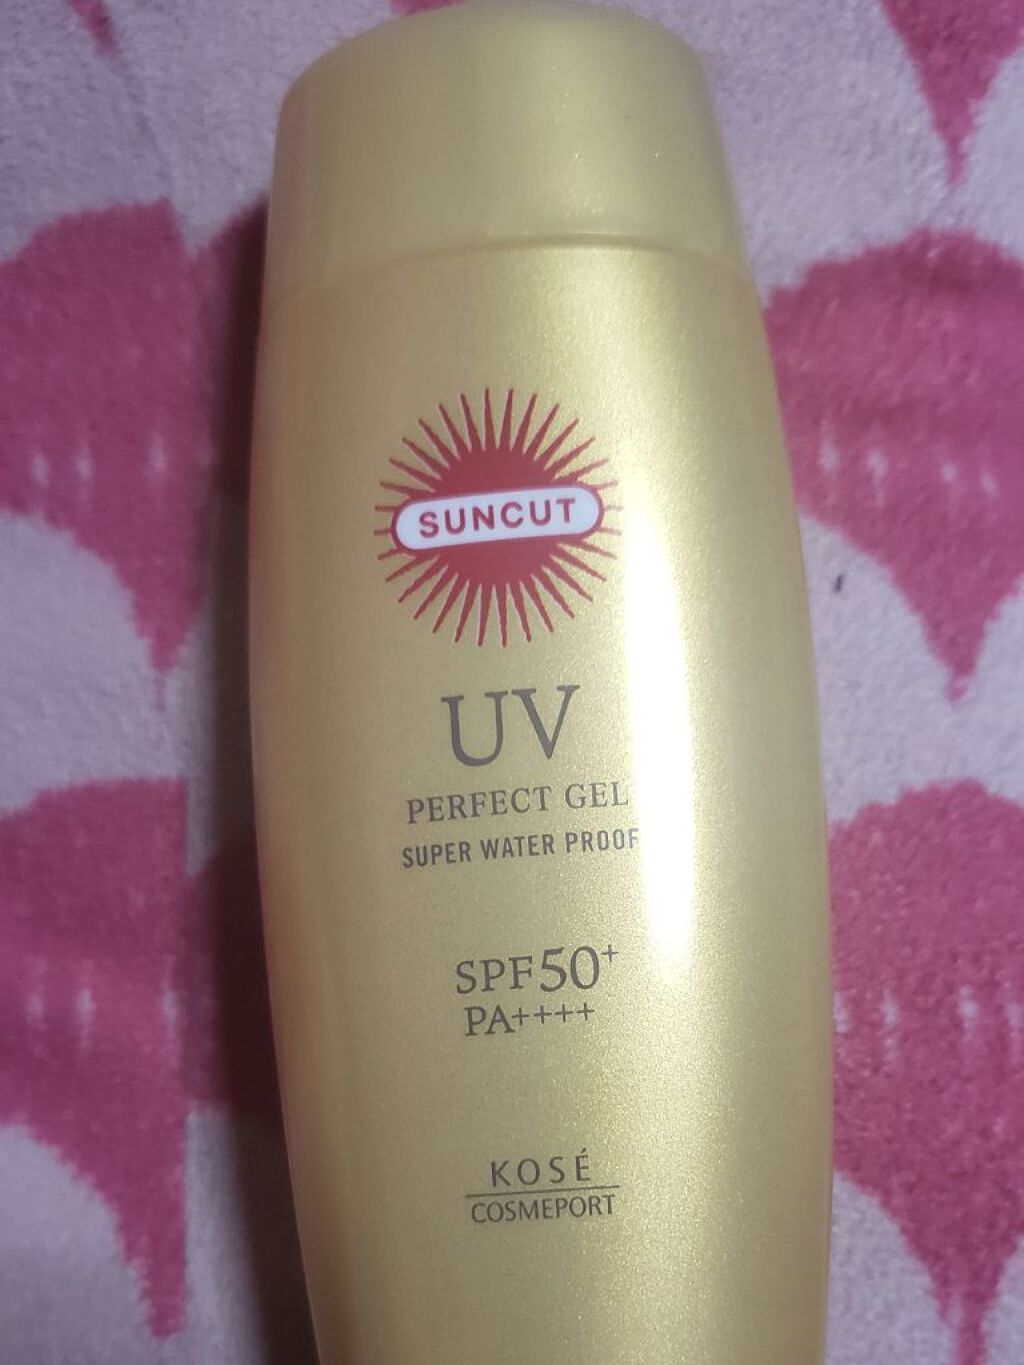 SUNCUT
UV
PERFECT GEL
SUPER WATER PROOF
SPF50+
PA++++
KOSÉ
COSMEPORT